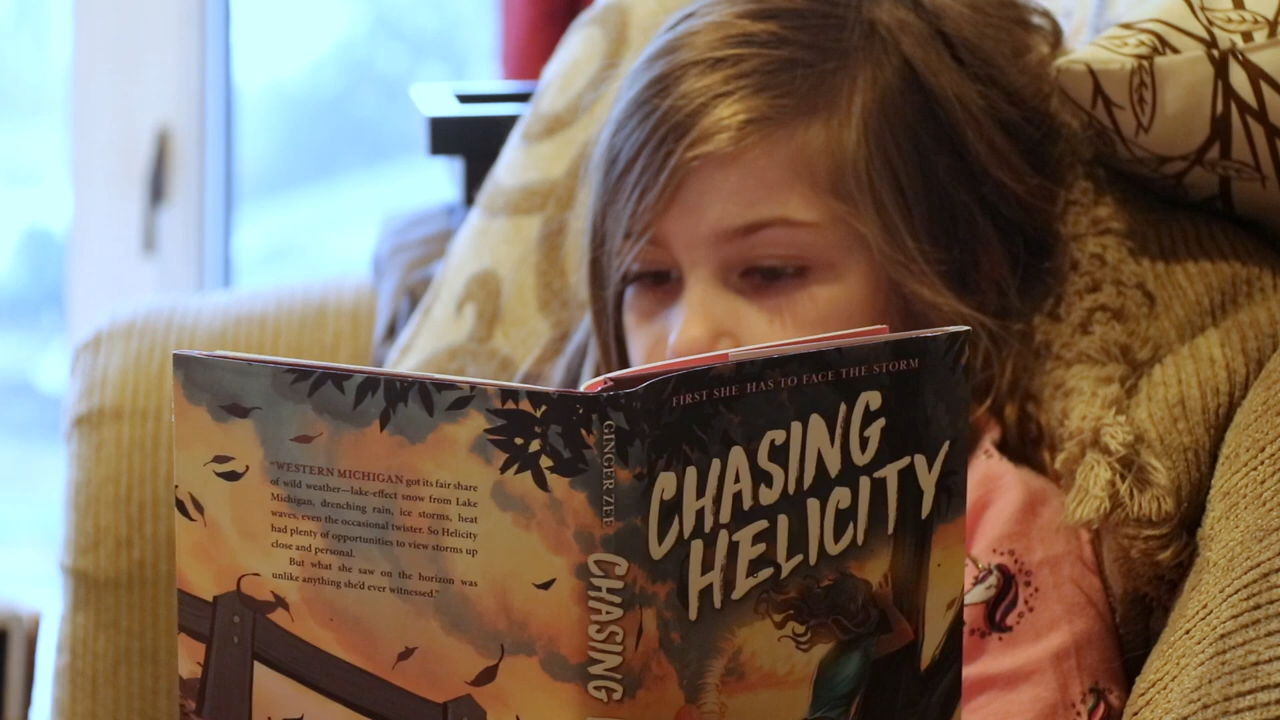 "WESTERN MICHIGAN got its fair share
of wild weather—lake-effect snow from Lake
Michigan, drenching rain, ice storms, heat
waves, even the occasional twister. So Helicity
had plenty of opportunities to view storms up
close and personal.
But what she saw on the horizon was
unlike anything she'd ever witnessed."
GINGER ZEE
CHASING
FIRST SHE HAS TO FACE THE STORM
CHASING
HELICITY